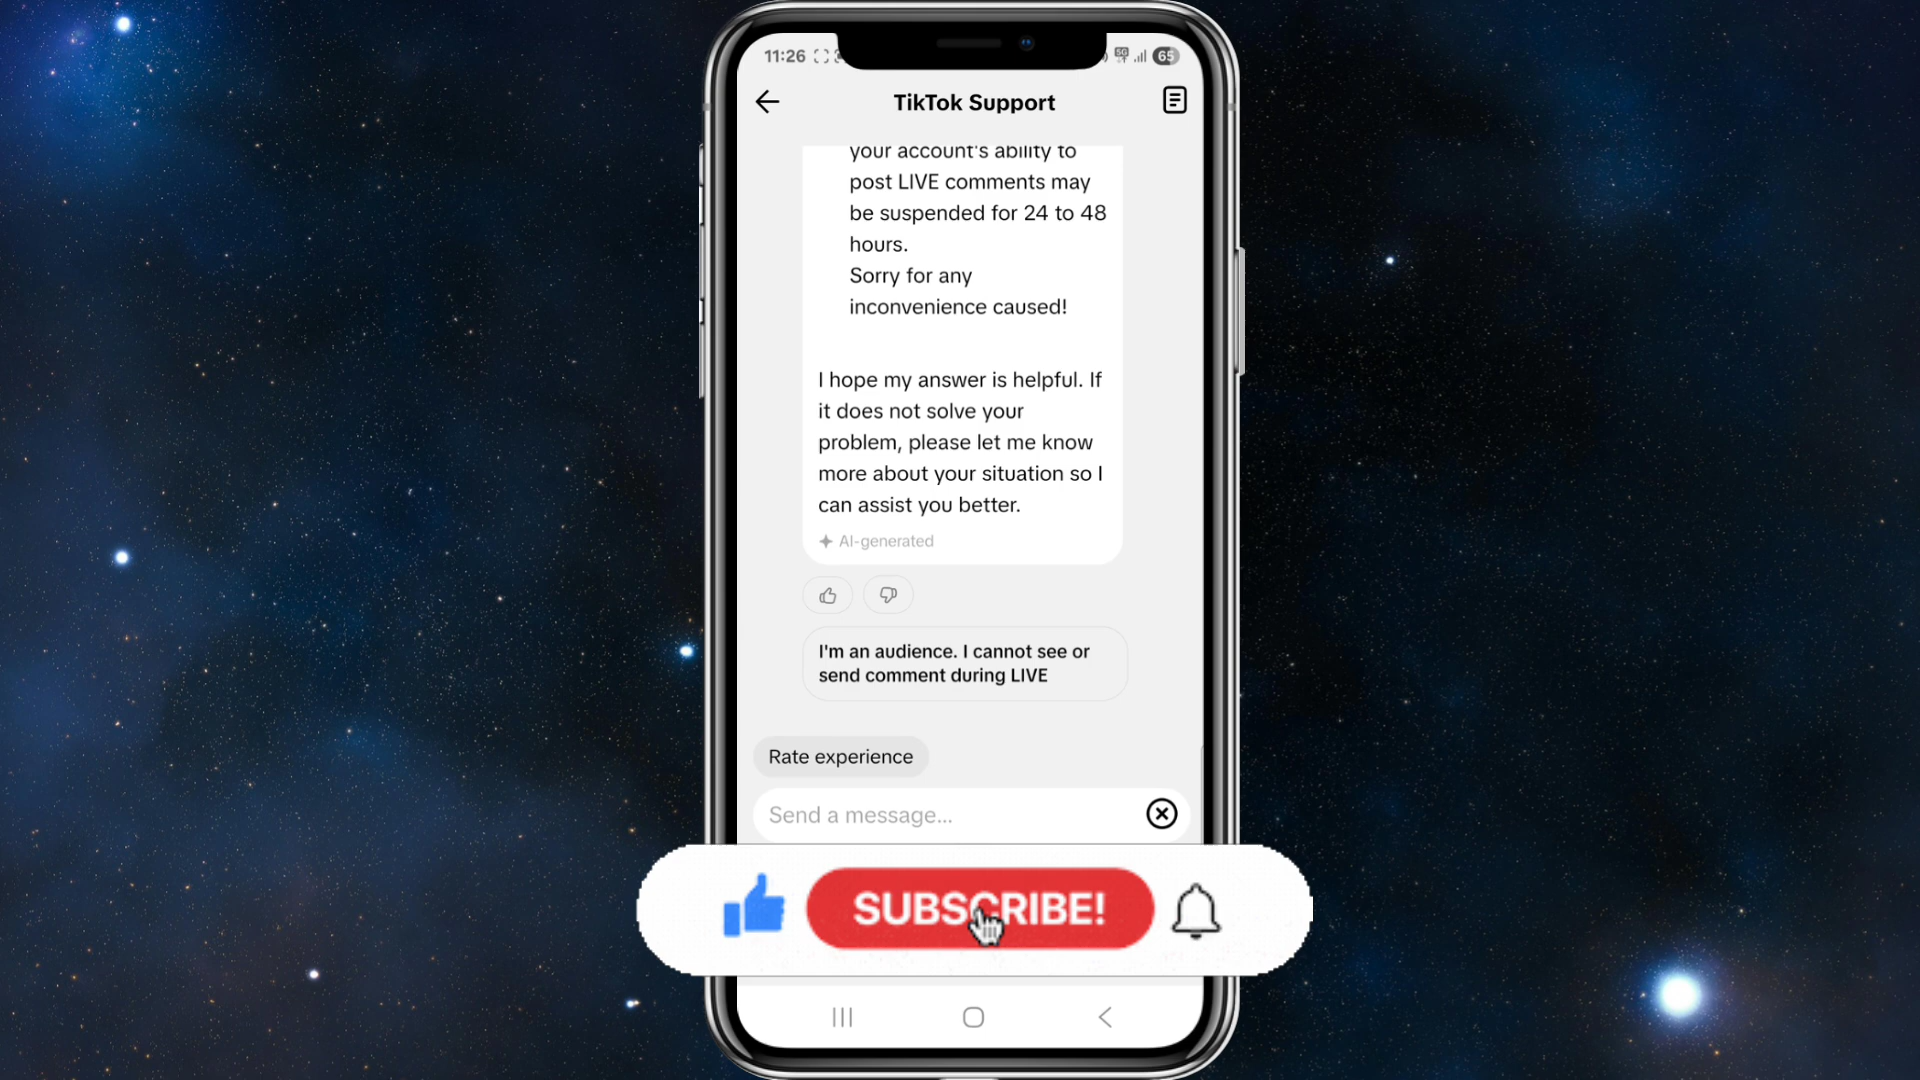 11:26
5G
65
TikTok Support
your account's ability to
post LIVE comments may
be suspended for 24 to 48
hours.
Sorry for any
inconvenience caused!
I hope my answer is helpful. If
it does not solve your
problem, please let me know
more about your situation so I
can assist you better.
AI-generated
I'm an audience. I cannot see or
send comment during LIVE
Rate experience
Send a message...
SUBSCRIBE!